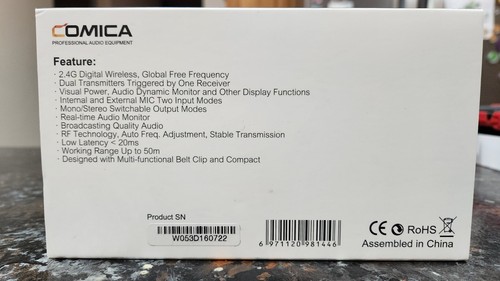 COMICA
PROFESSIONAL AUDIO EQUIPMENT
Feature:
· 2.4G Digital Wireless, Global Free Frequency
· Dual Transmitters Triggered by One Receiver
· Visual Power, Audio Dynamic Monitor and Other Display Functions
· Internal and External MIC Two Input Modes
· Mono/Stereo Switchable Output Modes
· Real-time Audio Monitor
· Broadcasting Quality Audio
· RF Technology, Auto Freq. Adjustment, Stable Transmission
· Low Latency < 20ms
· Working Range Up to 50m
· Designed with Multi-functional Belt Clip and Compact
Product SN
W053D160722
6 971120 981446
CE RoHS
Assembled in China